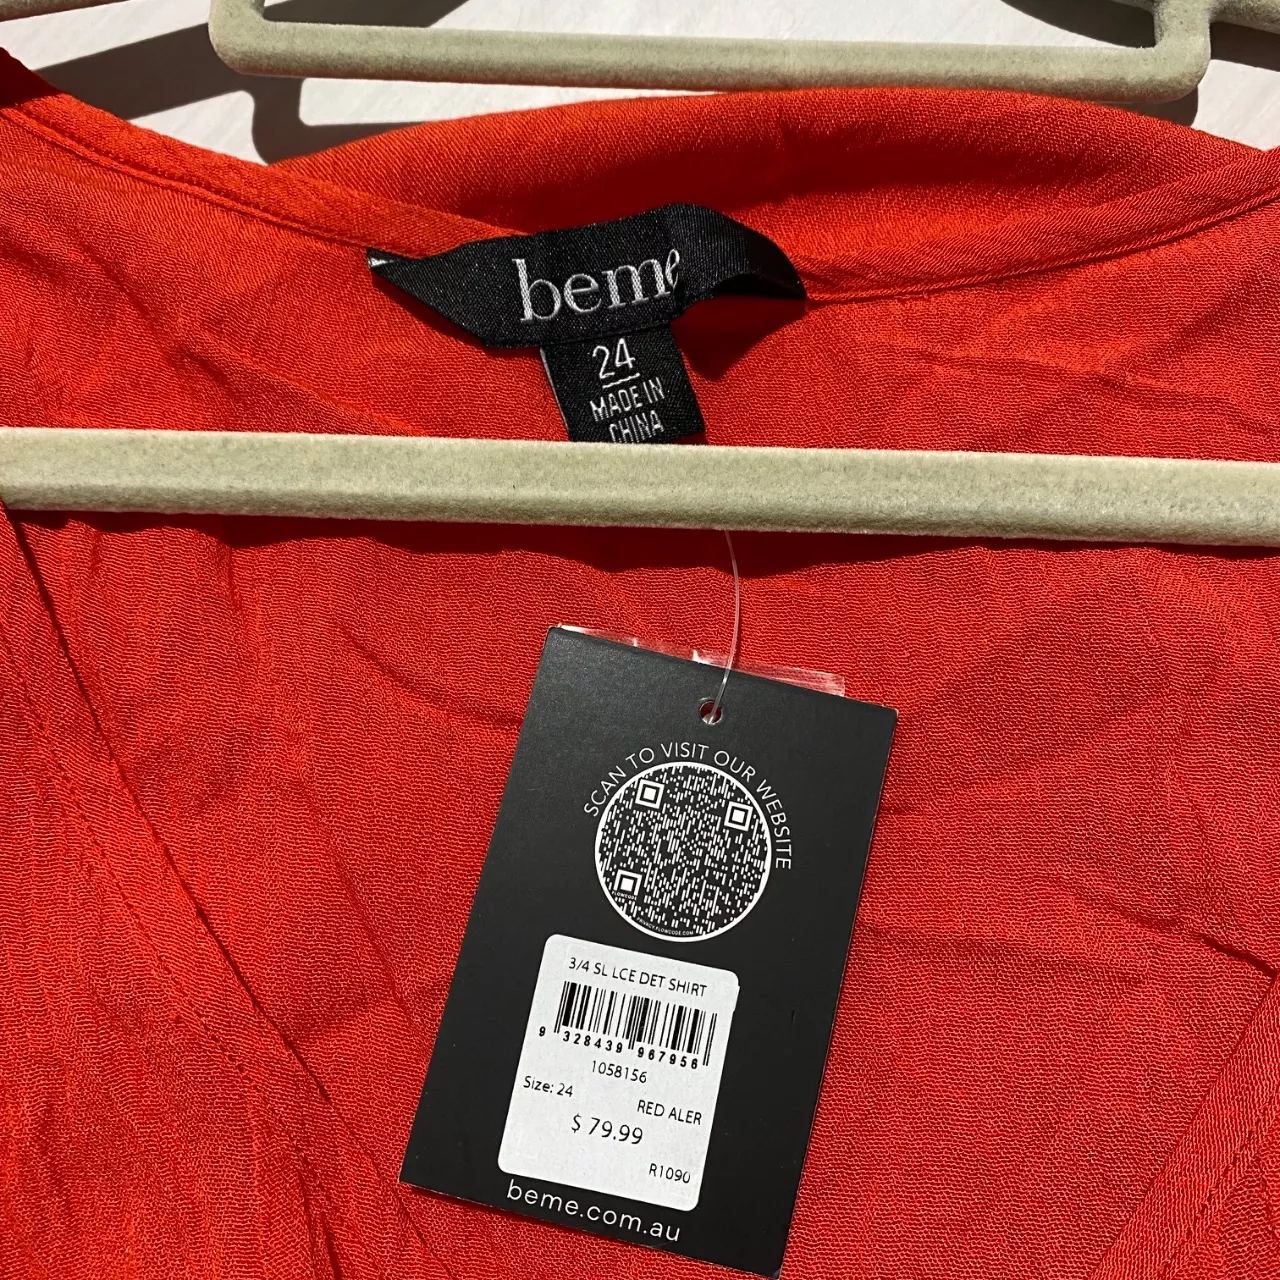 beme
24
MADE IN
CHINA
SCAN TO VISIT OUR WEBSITE
3/4 SL LCE DET SHIRT
9 328439 967956
1058156
Size: 24
RED ALER
$ 79.99
R1090
beme.com.au